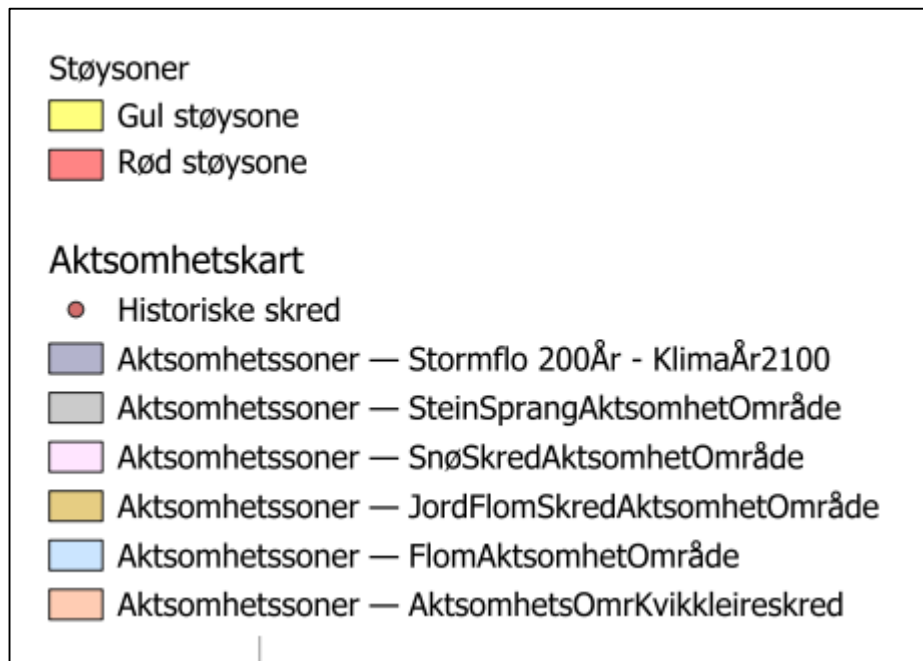 Støysoner
Gul støysone
Rød støysone
Aktsomhetskart
Historiske skred
Aktsomhetssoner — Stormflo 200År - KlimaÅr2100
Aktsomhetssoner — SteinSprangAktsomhetOmråde
Aktsomhetssoner — SnøSkredAktsomhetOmråde
Aktsomhetssoner — JordFlomSkredAktsomhetOmråde
Aktsomhetssoner — FlomAktsomhetOmråde
Aktsomhetssoner — AktsomhetsOmrKvikkleireskred